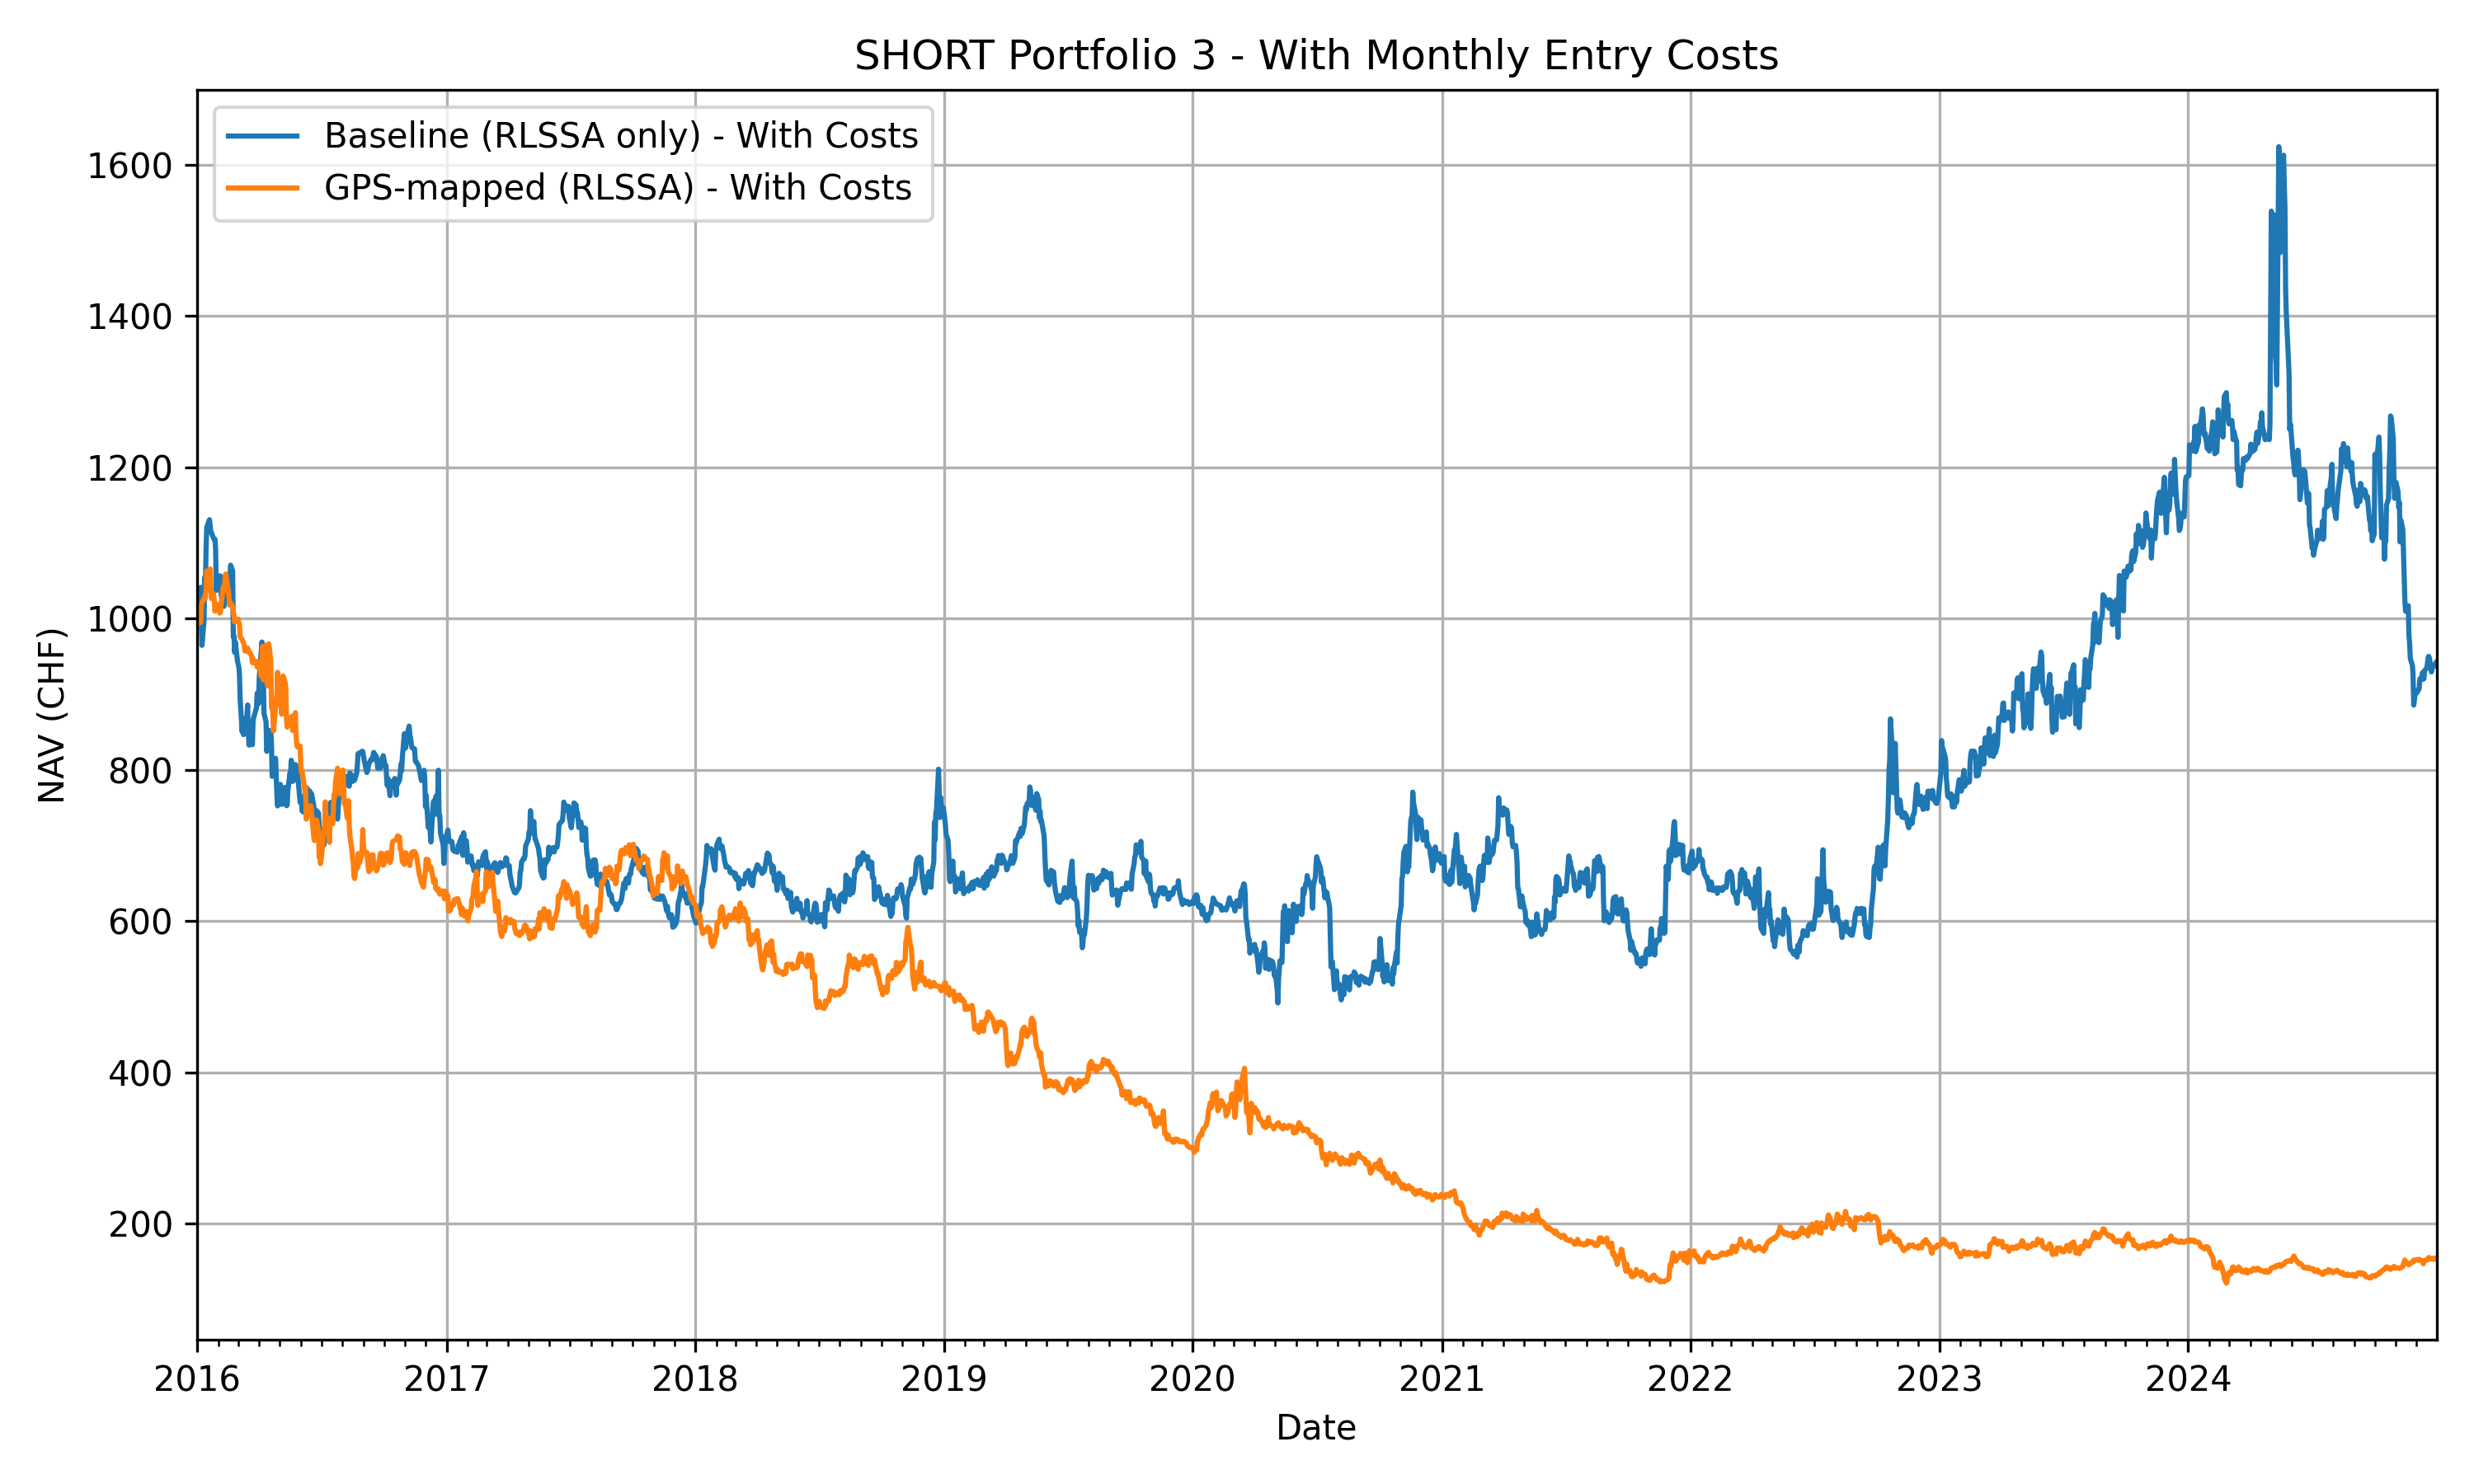 SHORT Portfolio 3 - With Monthly Entry Costs
Baseline (RLSSA only) - With Costs
GPS-mapped (RLSSA) - With Costs
NAV (CHF)
1600
1400
1200
1000
800
600
400
200
2016 2017 2018 2019 2020 2021 2022 2023 2024
Date